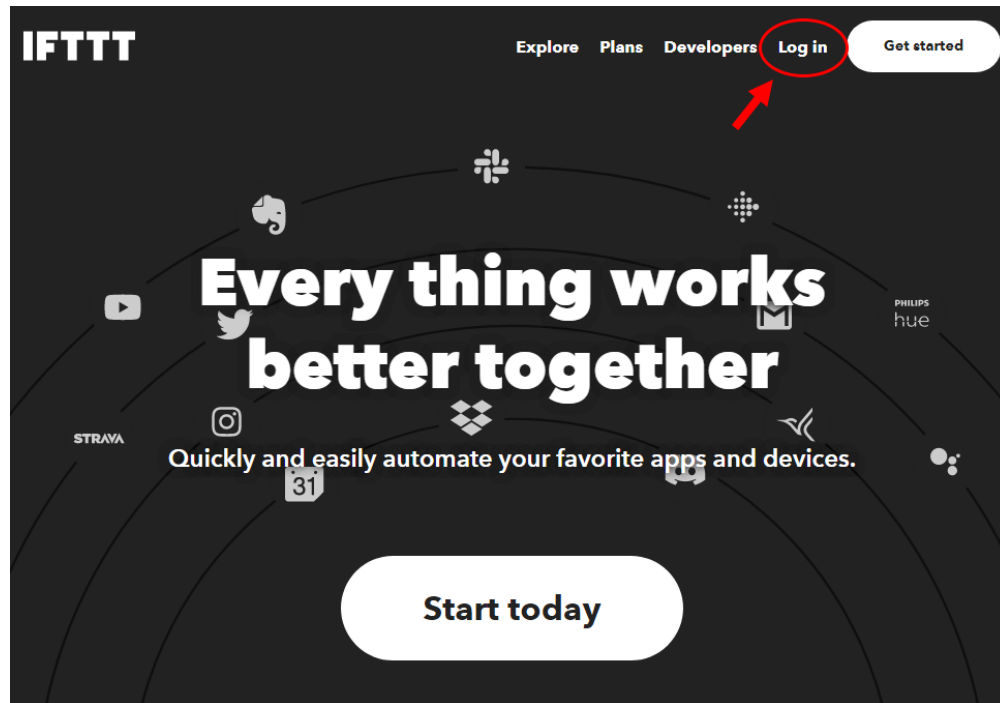 IFTTT
Explore Plans Developers Log in Get started
Every thing works
PHILIPS
hue
better together
STRAVA
Quickly and easily automate your favorite apps and devices.
31
Start today